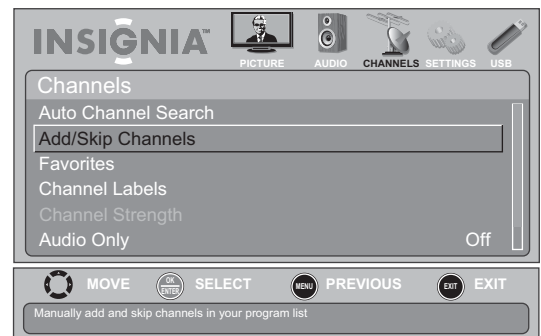 INSIGNIA™
PICTURE AUDIO CHANNELS SETTINGS USB
Channels
Auto Channel Search
Add/Skip Channels
Favorites
Channel Labels
Channel Strength
Audio Only Off
MOVE OK ENTER SELECT MENU PREVIOUS EXIT EXIT
Manually add and skip channels in your program list